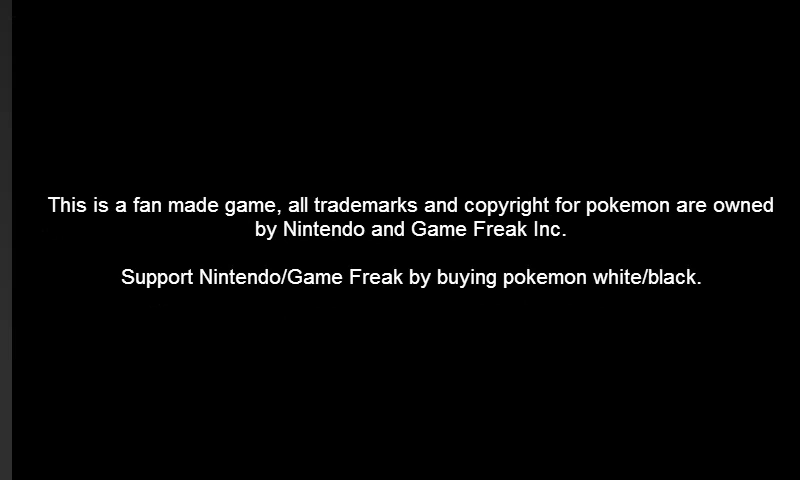 This is a fan made game, all trademarks and copyright for pokemon are owned
by Nintendo and Game Freak Inc.
Support Nintendo/Game Freak by buying pokemon white/black.